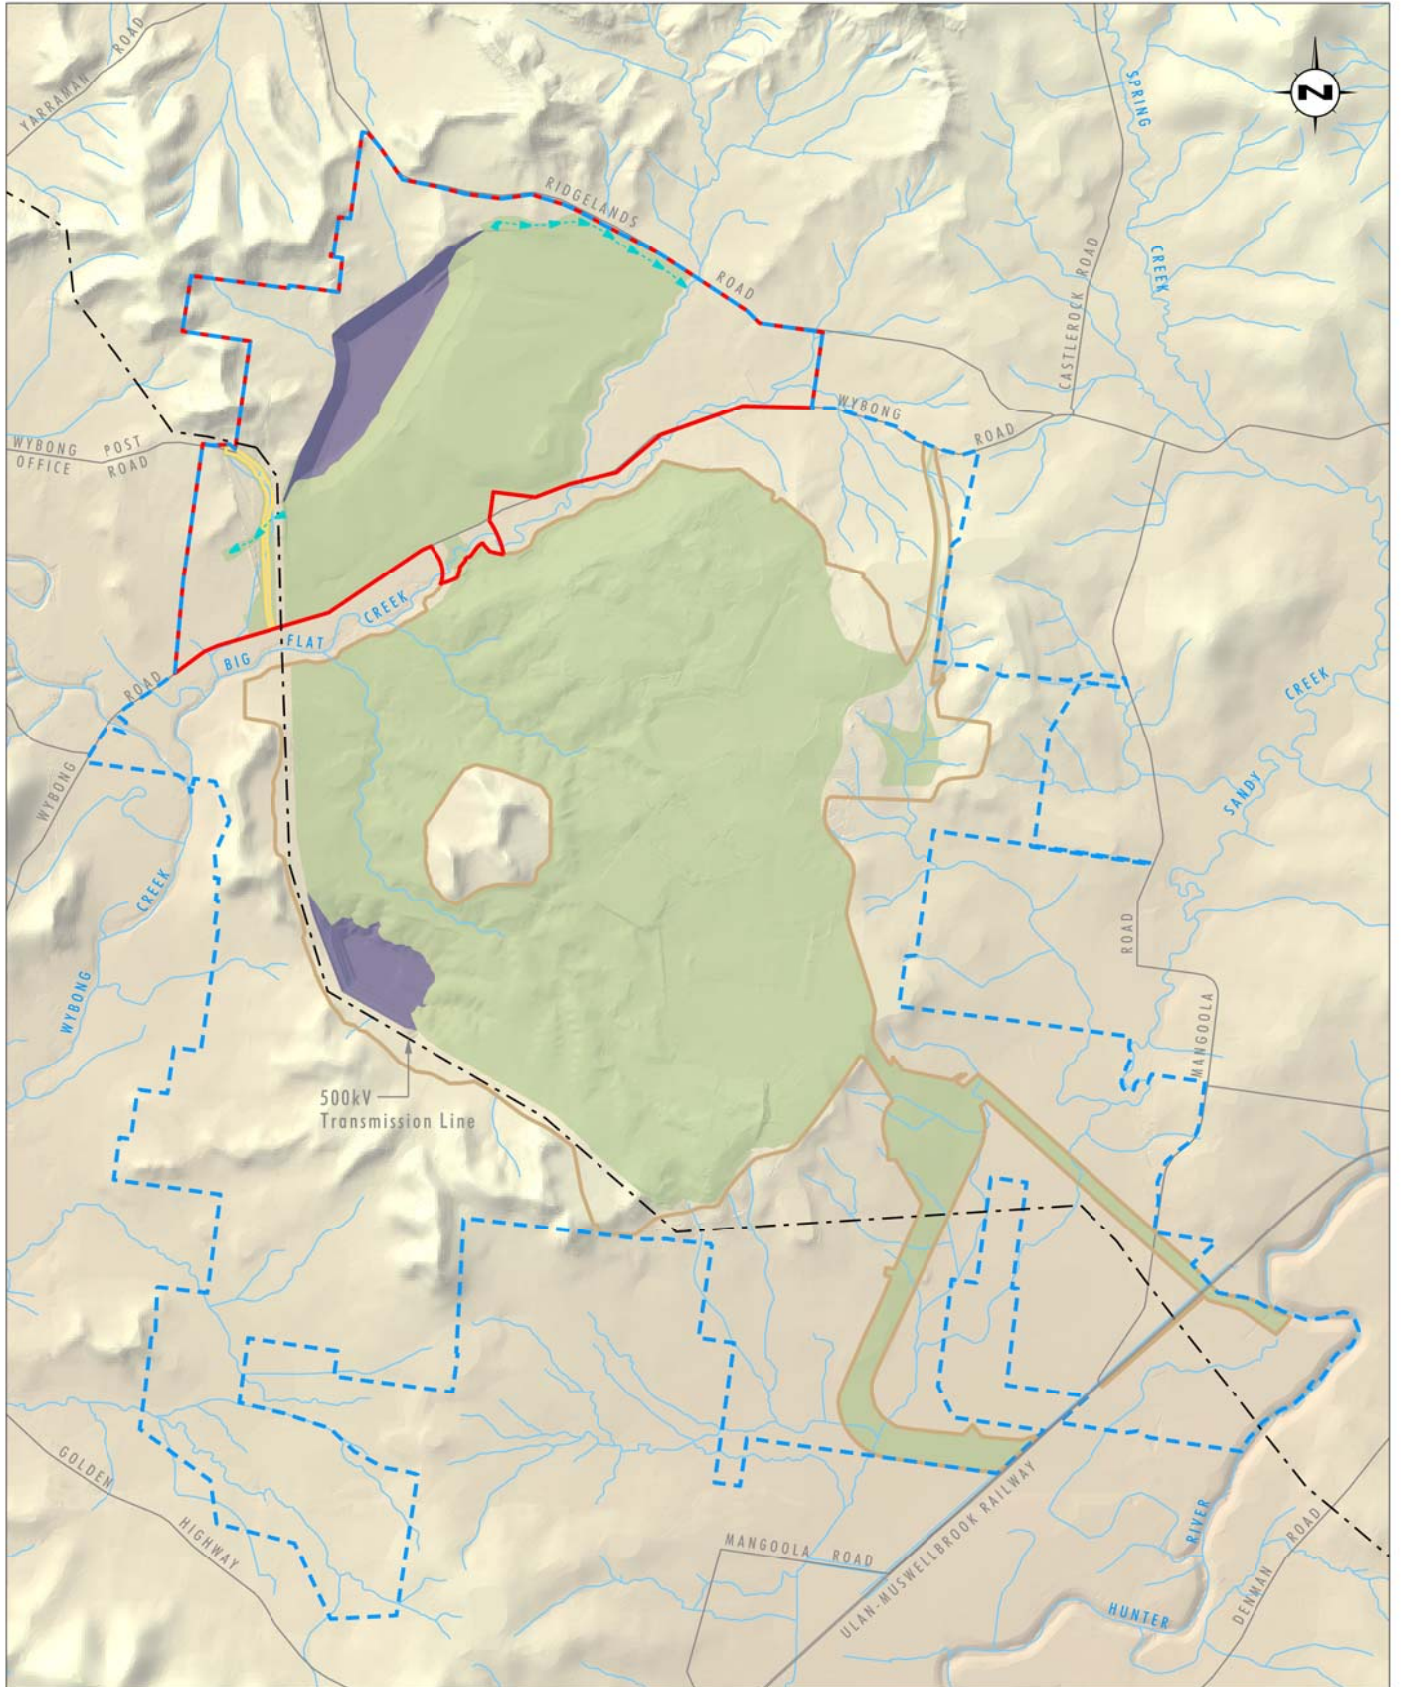 YARRAMAN ROAD
SPRING
CREEK
N
RIDGELANDS
ROAD
CASTLEROCK ROAD
WYBONG
ROAD
WYBONG POST
OFFICE ROAD
CREEK
BIG FLAT
ROAD
WYBONG
CREEK
WYBONG
CREEK
SANDY
ROAD
MANGOOLA
500kV
Transmission Line
GOLDEN
HIGHWAY
MANGOOLA ROAD
ULAN-MUSWELLBROOK RAILWAY
RIVER
HUNTER
DENMAN ROAD